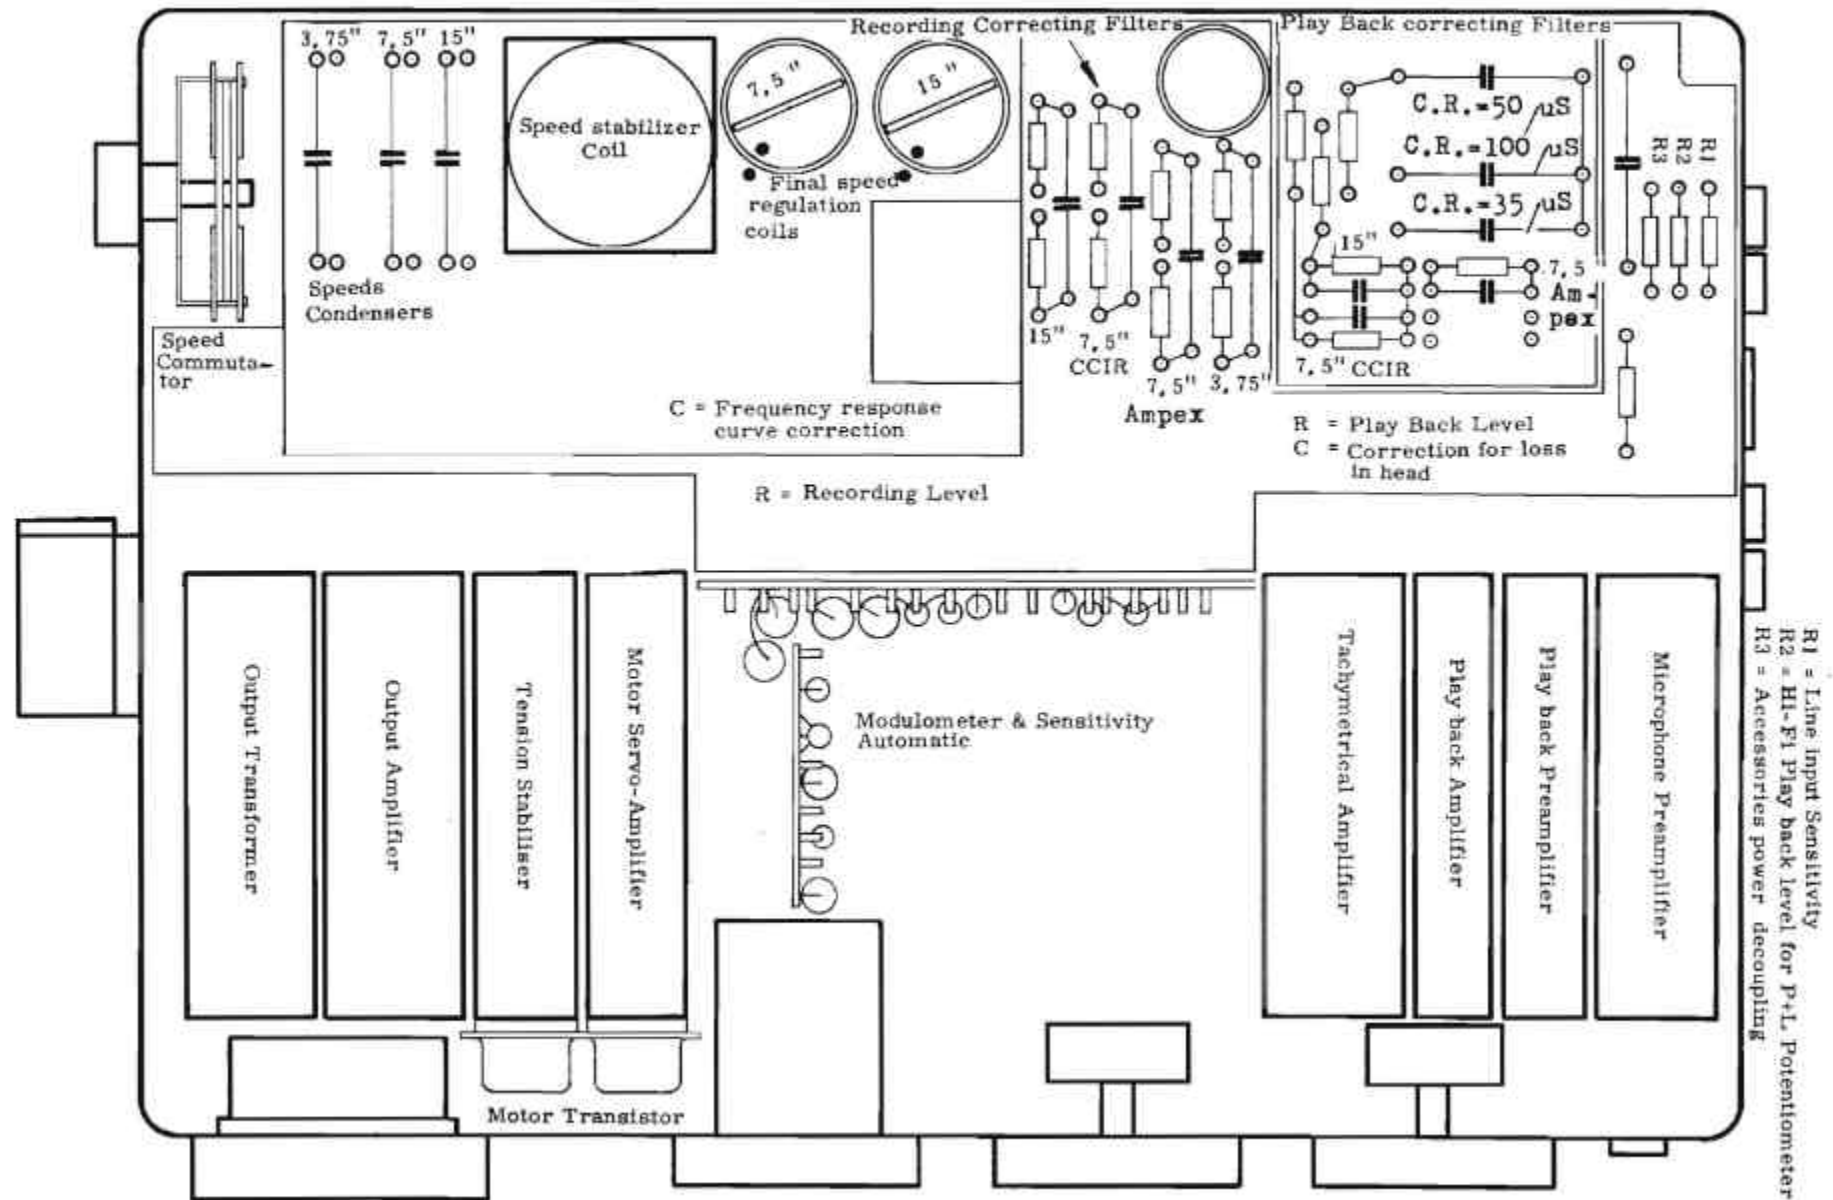 Recording Correcting Filters
Play Back correcting Filters
3,75" 7,5" 15"
7,5"
15"
Speed stabilizer
Coil
Final speed
regulation
coils
C.R.=50 µS
C.R.=100 µS
C.R.=35 µS
R3
R2
R1
15"
7,5
Am-
pex
7,5" CCIR
Speeds
Condensers
Speed
Commuta-
tor
15"
7,5"
CCIR
7,5" 3,75"
Ampex
C = Frequency response
curve correction
R = Play Back Level
C = Correction for loss
in head
R = Recording Level
Output Transformer
Output Amplifier
Tension Stabiliser
Motor Servo-Amplifier
Modulometer & Sensitivity
Automatic
Tachymetrical Amplifier
Play back Amplifier
Play back Preamplifier
Microphone Preamplifier
R1 = Line input Sensitivity
R2 = Hi-Fi Play back level for P+L Potentiometer
R3 = Accessories power decoupling
Motor Transistor